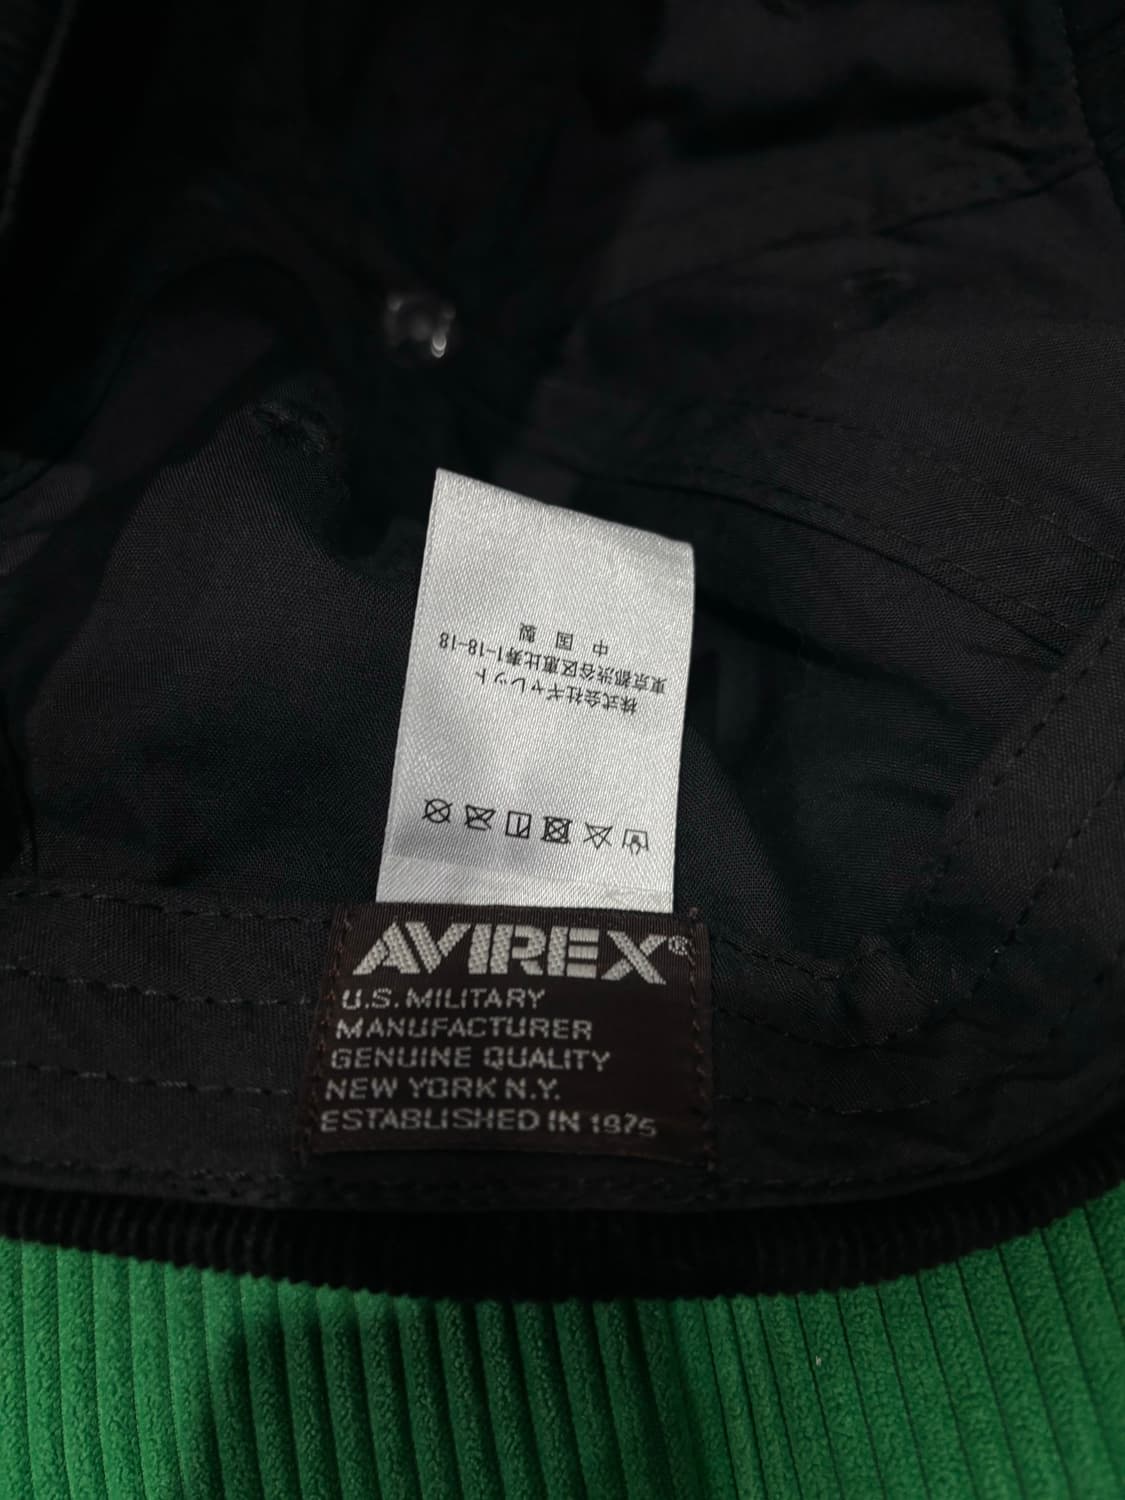 株式会社ギャレット
東京都渋谷区恵比寿1-18-18
中国製
AVIREX®
U.S. MILITARY
MANUFACTURER
GENUINE QUALITY
NEW YORK N.Y.
ESTABLISHED IN 1975